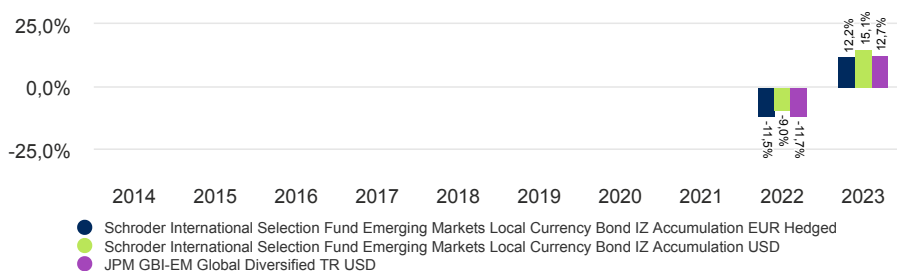 25,0%
12,2%
15,1%
12,7%
0,0%
-11,5%
-9,0%
-11,7%
-25,0%
2014 2015 2016 2017 2018 2019 2020 2021 2022 2023
Schroder International Selection Fund Emerging Markets Local Currency Bond IZ Accumulation EUR Hedged
Schroder International Selection Fund Emerging Markets Local Currency Bond IZ Accumulation USD
JPM GBI-EM Global Diversified TR USD